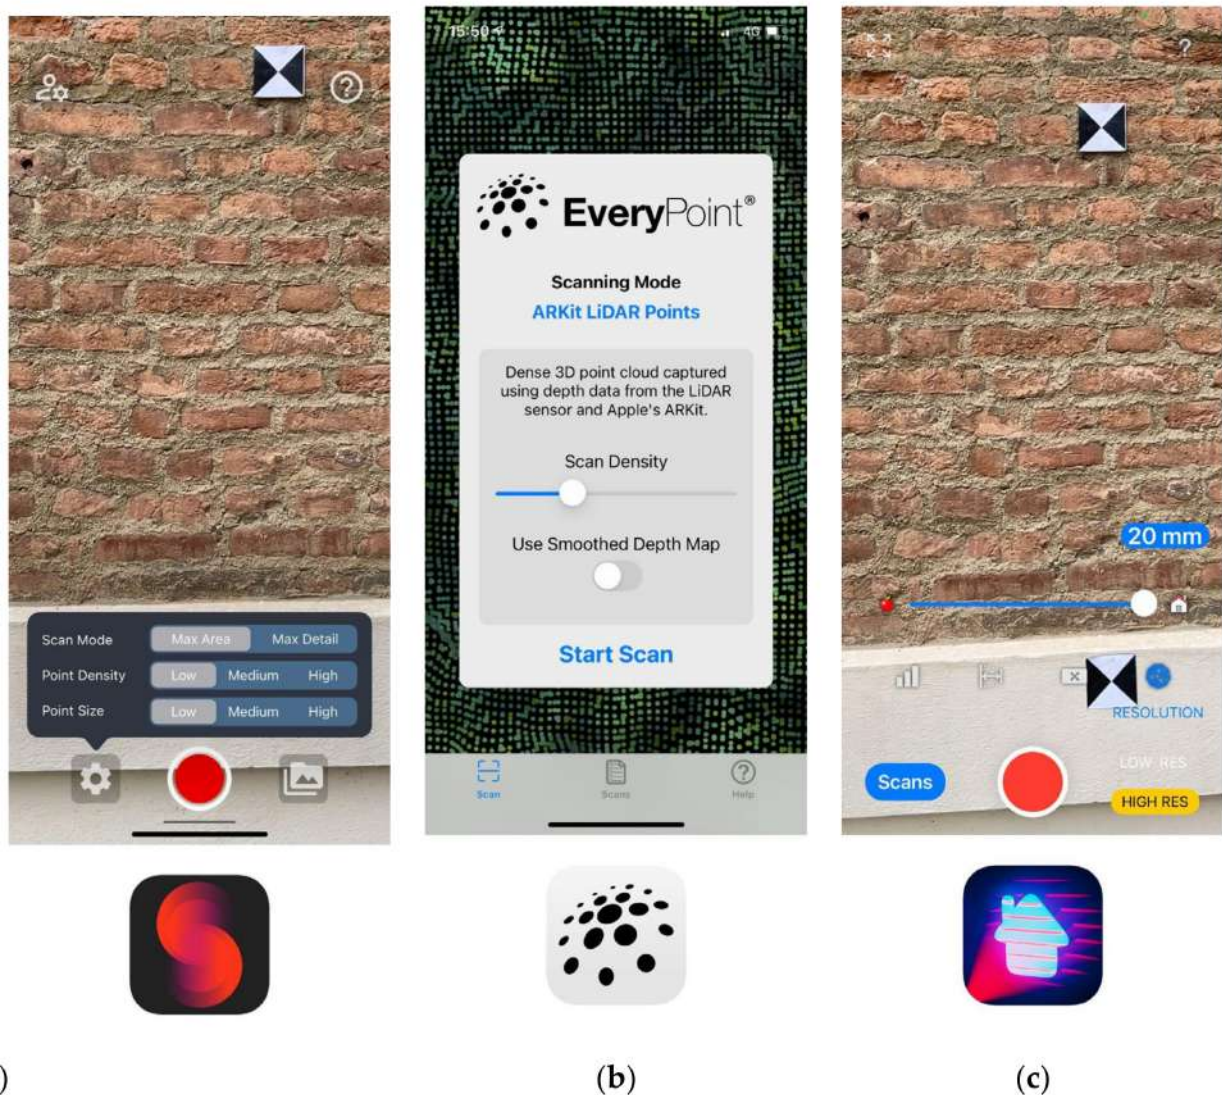 Scan Mode Max Area Max Detail
Point Density Low Medium High
Point Size Low Medium High
15:50 4G
EveryPoint®
Scanning Mode
ARKit LiDAR Points
Dense 3D point cloud captured
using depth data from the LiDAR
sensor and Apple's ARKit.
Scan Density
Use Smoothed Depth Map
Start Scan
Scan Scans Help
?
20 mm
RESOLUTION
LOW RES
Scans
HIGH RES
)
(b)
(c)